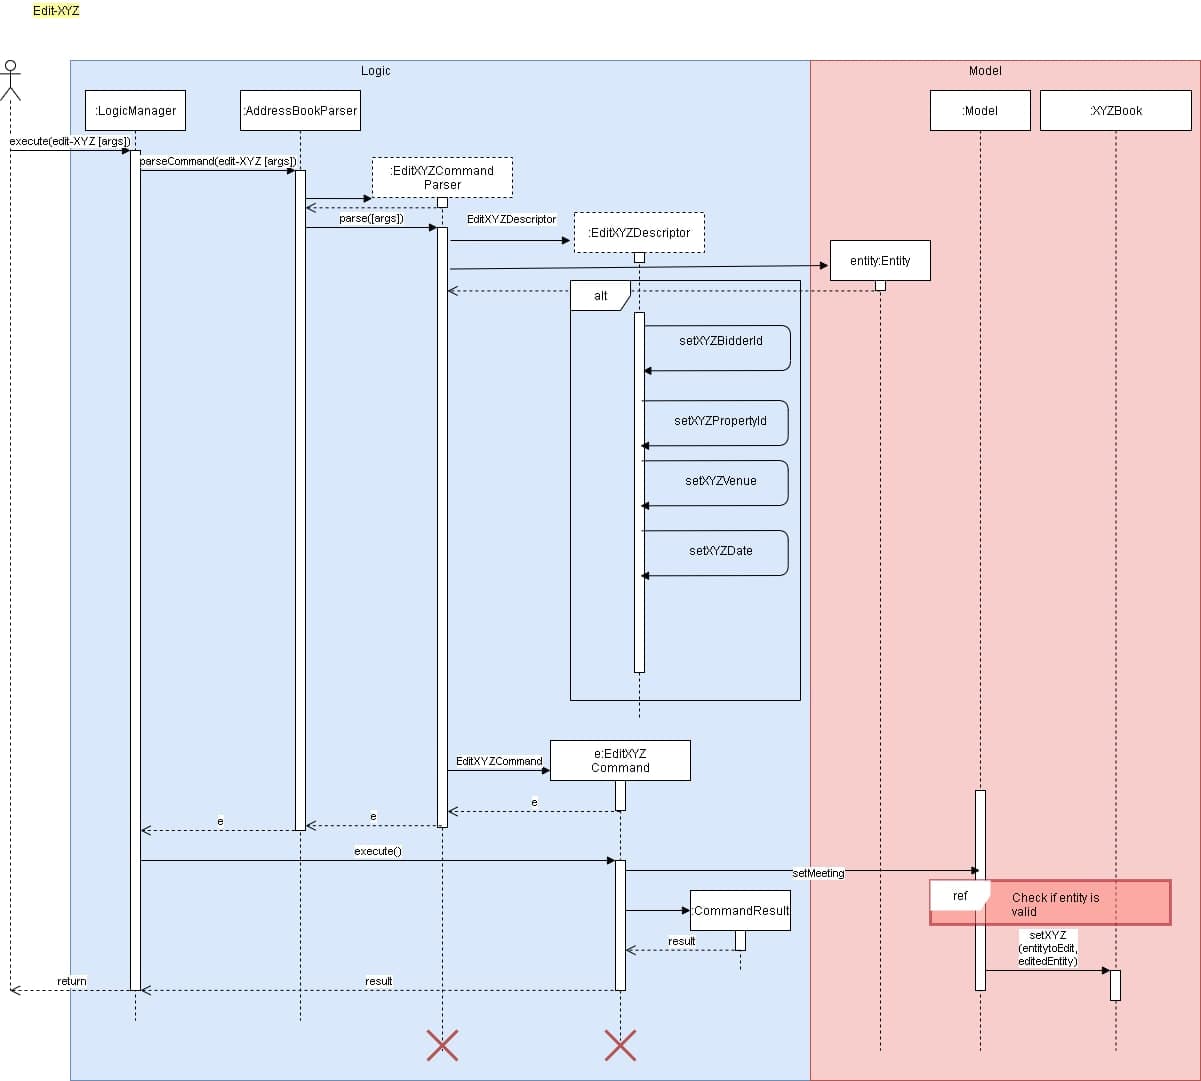 Edit-XYZ
Logic
Model
:LogicManager
:AddressBookParser
:Model
:XYZBook
execute(edit-XYZ [args])
parseCommand(edit-XYZ [args])
:EditXYZCommand
Parser
parse([args])
EditXYZDescriptor
:EditXYZDescriptor
entity:Entity
alt
setXYZBidderId
setXYZPropertyId
setXYZVenue
setXYZDate
EditXYZCommand
e:EditXYZ
Command
e
e
e
execute()
setMeeting
ref
Check if entity is
valid
:CommandResult
result
setXYZ
(entitytoEdit,
editedEntity)
return
result